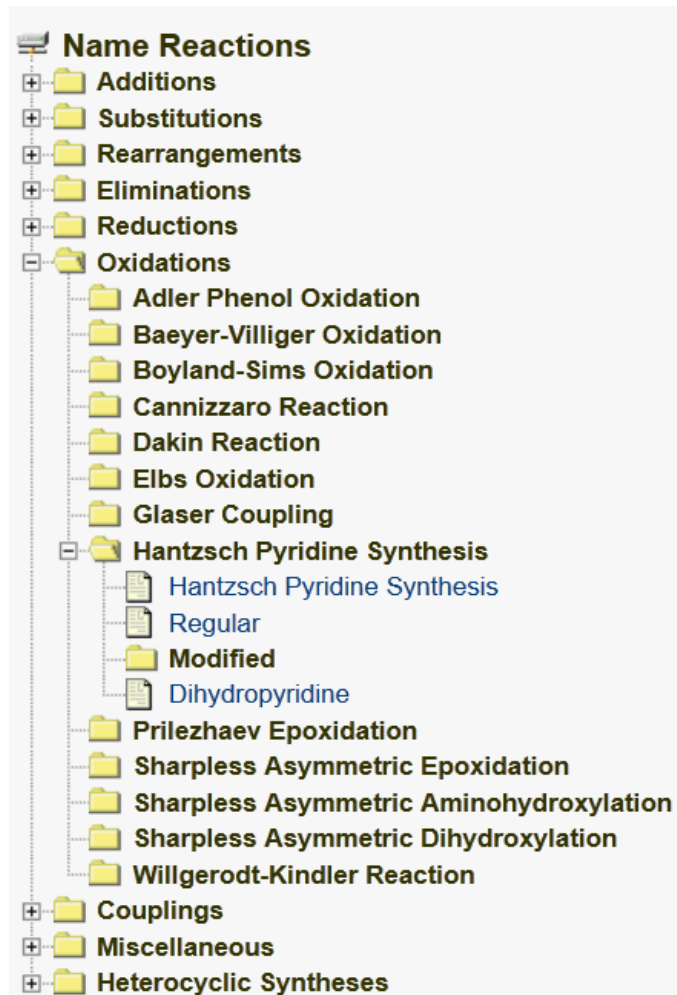 Name Reactions
Additions
Substitutions
Rearrangements
Eliminations
Reductions
Oxidations
Adler Phenol Oxidation
Baeyer-Villiger Oxidation
Boyland-Sims Oxidation
Cannizzaro Reaction
Dakin Reaction
Elbs Oxidation
Glaser Coupling
Hantzsch Pyridine Synthesis
Hantzsch Pyridine Synthesis
Regular
Modified
Dihydropyridine
Prilezhaev Epoxidation
Sharpless Asymmetric Epoxidation
Sharpless Asymmetric Aminohydroxylation
Sharpless Asymmetric Dihydroxylation
Willgerodt-Kindler Reaction
Couplings
Miscellaneous
Heterocyclic Syntheses